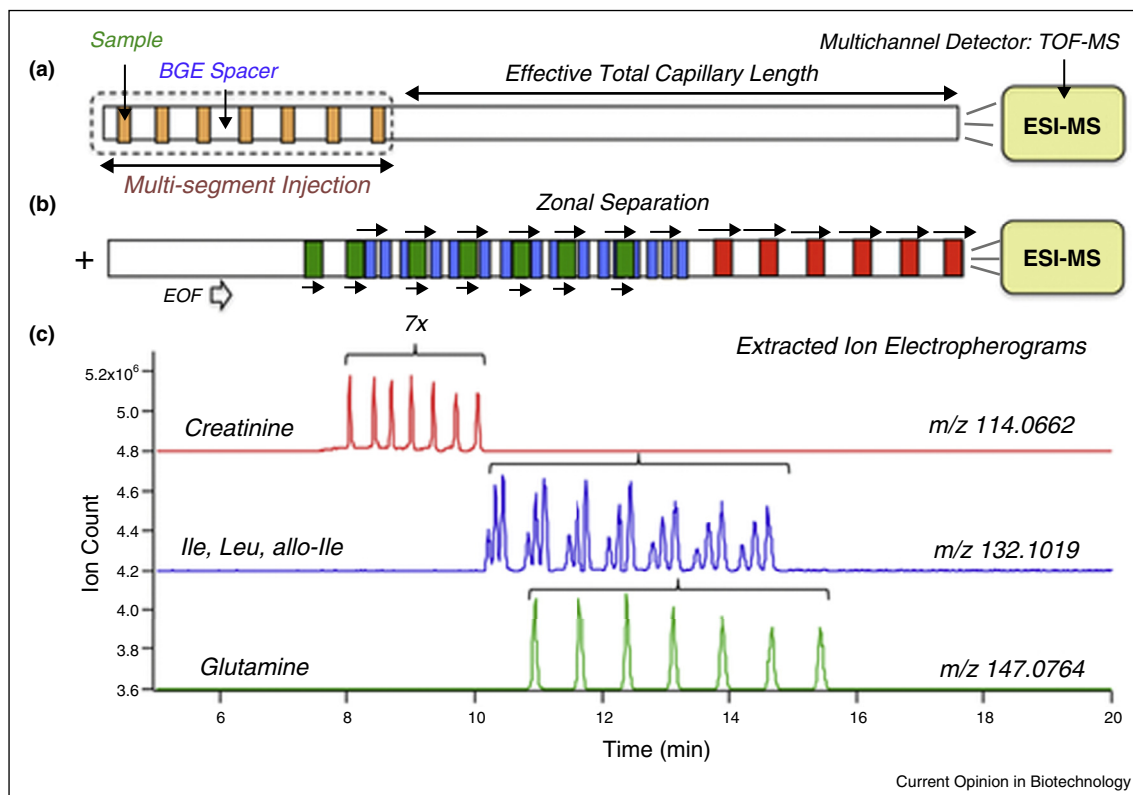 Sample
Multichannel Detector: TOF-MS
(a)
BGE Spacer
Effective Total Capillary Length
ESI-MS
Multi-segment Injection
(b)
Zonal Separation
+
ESI-MS
EOF
(c)
7x
Extracted Ion Electropherograms
5.2x10⁶
5.0
Creatinine
m/z 114.0662
4.8
4.6
4.4
Ile, Leu, allo-Ile
m/z 132.1019
4.2
Ion Count
4.0
3.8
Glutamine
m/z 147.0764
3.6
6 8 10 12 14 16 18 20
Time (min)
Current Opinion in Biotechnology